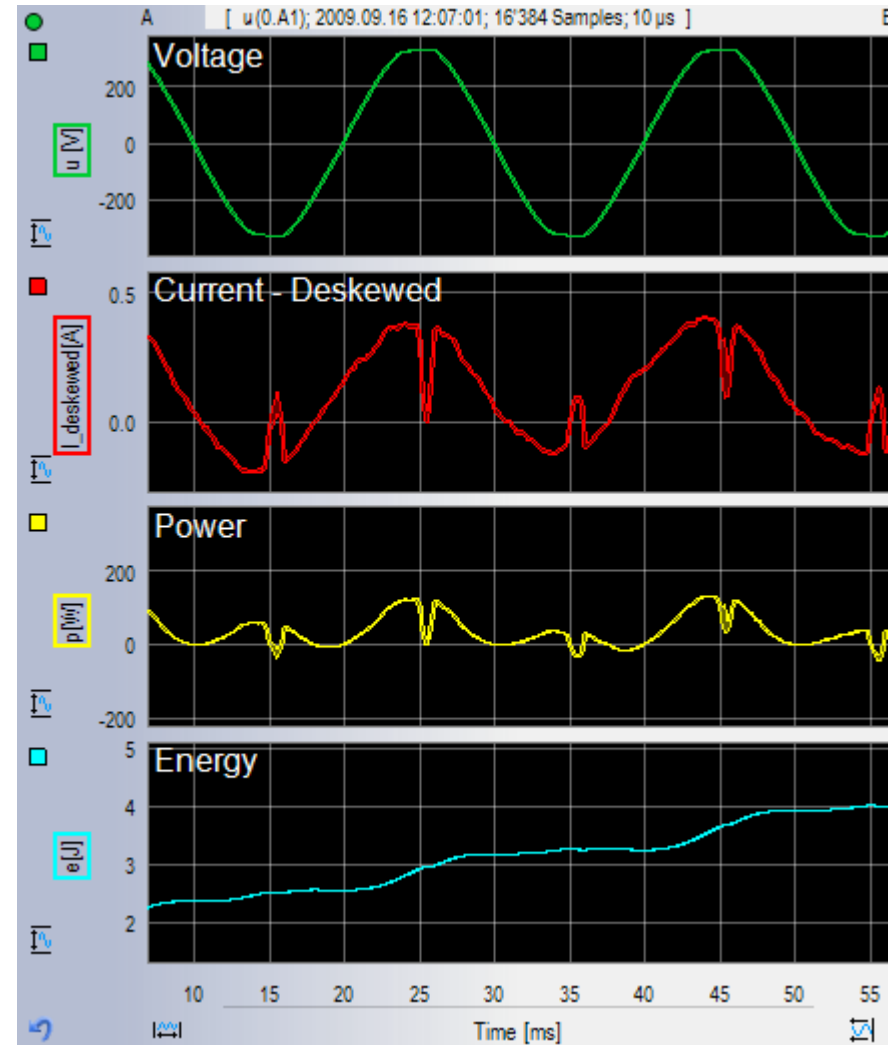 A [ u(0.A1); 2009.09.16 12:07:01; 16'384 Samples; 10 µs ]
Voltage
u [V]
200
0
-200
Current - Deskewed
I_deskewed[A]
0.5
0.0
Power
p[W]
200
0
-200
Energy
e[J]
5
4
3
2
10 15 20 25 30 35 40 45 50 55
Time [ms]